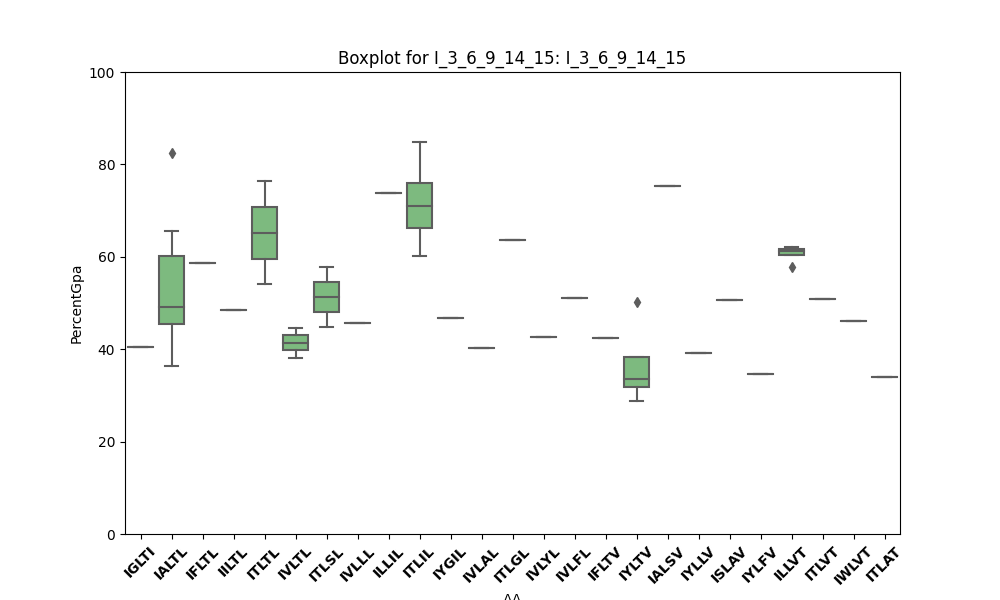 Boxplot for I_3_6_9_14_15: I_3_6_9_14_15
PercentGpa
100
80
60
40
20
0
IGLTI
IALTL
IFLTL
IILTL
ITLTL
IVLTL
ITLSL
IVLLL
ILLIL
ITLIL
IYGIL
IVLAL
ITLGL
IVLYL
IVLFL
IFLTV
IYLTV
IALSV
IYLLV
ISLAV
IYLFV
ILLVT
ITLVT
IWLVT
ITLAT
AA